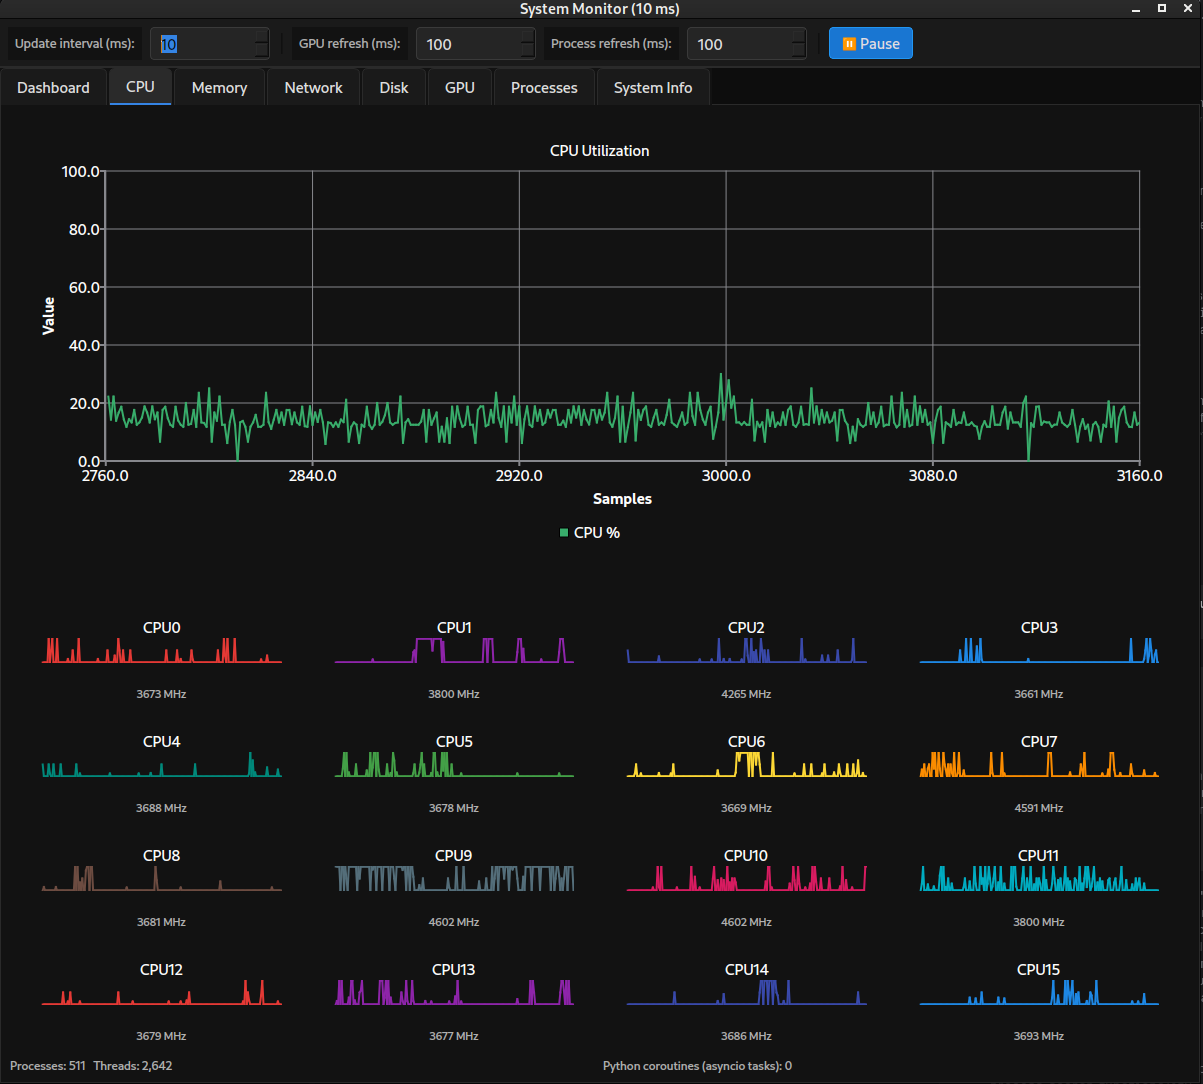 System Monitor (10 ms)
Update interval (ms): 10 GPU refresh (ms): 100 Process refresh (ms): 100 Pause
Dashboard CPU Memory Network Disk GPU Processes System Info
CPU Utilization
100.0
80.0
60.0
40.0
20.0
0.0
Value
2760.0 2840.0 2920.0 3000.0 3080.0 3160.0
Samples
CPU %
CPU0 CPU1 CPU2 CPU3
3673 MHz 3800 MHz 4265 MHz 3661 MHz
CPU4 CPU5 CPU6 CPU7
3688 MHz 3678 MHz 3669 MHz 4591 MHz
CPU8 CPU9 CPU10 CPU11
3681 MHz 4602 MHz 4602 MHz 3800 MHz
CPU12 CPU13 CPU14 CPU15
3679 MHz 3677 MHz 3686 MHz 3693 MHz
Processes: 511 Threads: 2,642 Python coroutines (asyncio tasks): 0